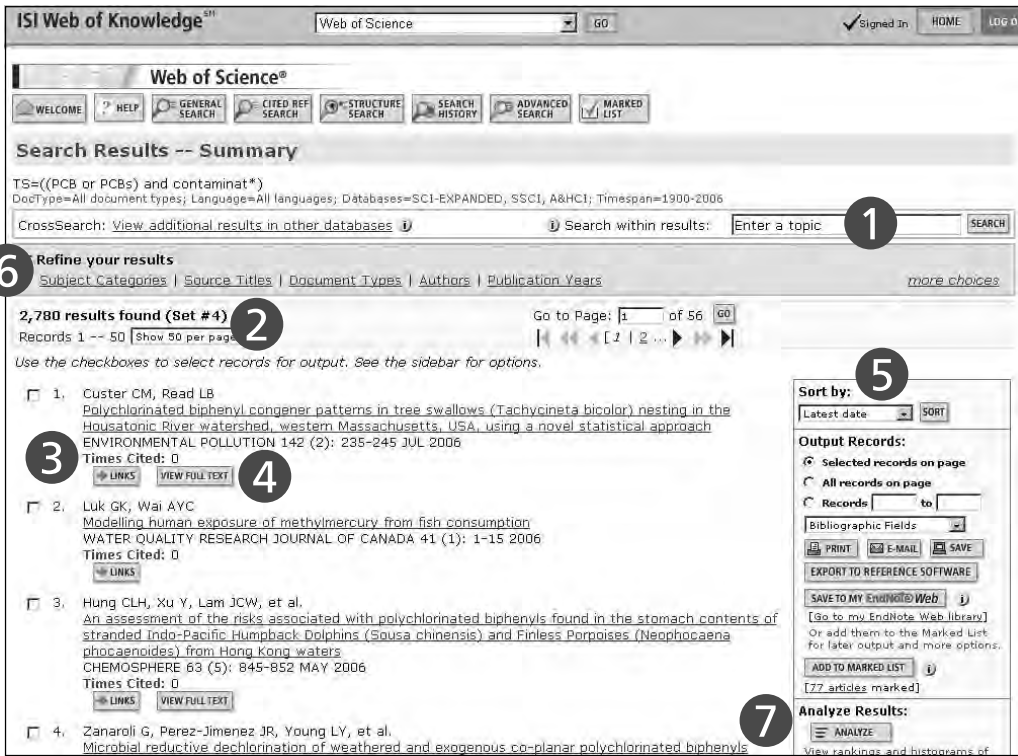 ISI Web of Knowledge℠ Web of Science GO Signed In HOME
Web of Science®
WELCOME ? HELP GENERAL SEARCH CITED REF SEARCH STRUCTURE SEARCH SEARCH HISTORY ADVANCED SEARCH MARKED LIST
Search Results -- Summary
TS=((PCB or PCBs) and contaminat*)
DocType=All document types; Language=All languages; Databases=SCI-EXPANDED, SSCI, A&HCI; Timespan=1900-2006
CrossSearch: View additional results in other databases i i Search within results: Enter a topic 1 SEARCH
6 Refine your results
Subject Categories | Source Titles | Document Types | Authors | Publication Years more choices
2,780 results found (Set #4) 2 Go to Page: 1 of 56 GO
Records 1 -- 50 Show 50 per page [ 1 | 2 ...
Use the checkboxes to select records for output. See the sidebar for options.
1. Custer CM, Read LB
Polychlorinated biphenyl congener patterns in tree swallows (Tachycineta bicolor) nesting in the
Housatonic River watershed, western Massachusetts, USA, using a novel statistical approach
ENVIRONMENTAL POLLUTION 142 (2): 235-245 JUL 2006
Times Cited: 0
3 LINKS VIEW FULL TEXT 4
2. Luk GK, Wai AYC
Modelling human exposure of methylmercury from fish consumption
WATER QUALITY RESEARCH JOURNAL OF CANADA 41 (1): 1-15 2006
Times Cited: 0
LINKS
3. Hung CLH, Xu Y, Lam JCW, et al.
An assessment of the risks associated with polychlorinated biphenyls found in the stomach contents of
stranded Indo-Pacific Humpback Dolphins (Sousa chinensis) and Finless Porpoises (Neophocaena
phocaenoides) from Hong Kong waters
CHEMOSPHERE 63 (5): 845-852 MAY 2006
Times Cited: 0
LINKS VIEW FULL TEXT
4. Zanaroli G, Perez-Jimenez JR, Young LY, et al.
Microbial reductive dechlorination of weathered and exogenous co-planar polychlorinated biphenyls
5
Sort by:
Latest date SORT
Output Records:
Selected records on page
All records on page
Records to
Bibliographic Fields
PRINT E-MAIL SAVE
EXPORT TO REFERENCE SOFTWARE
SAVE TO MY EndNote Web i
[Go to my EndNote Web library]
Or add them to the Marked List
for later output and more options.
ADD TO MARKED LIST i
[77 articles marked]
7 Analyze Results:
ANALYZE
View rankings and histograms of